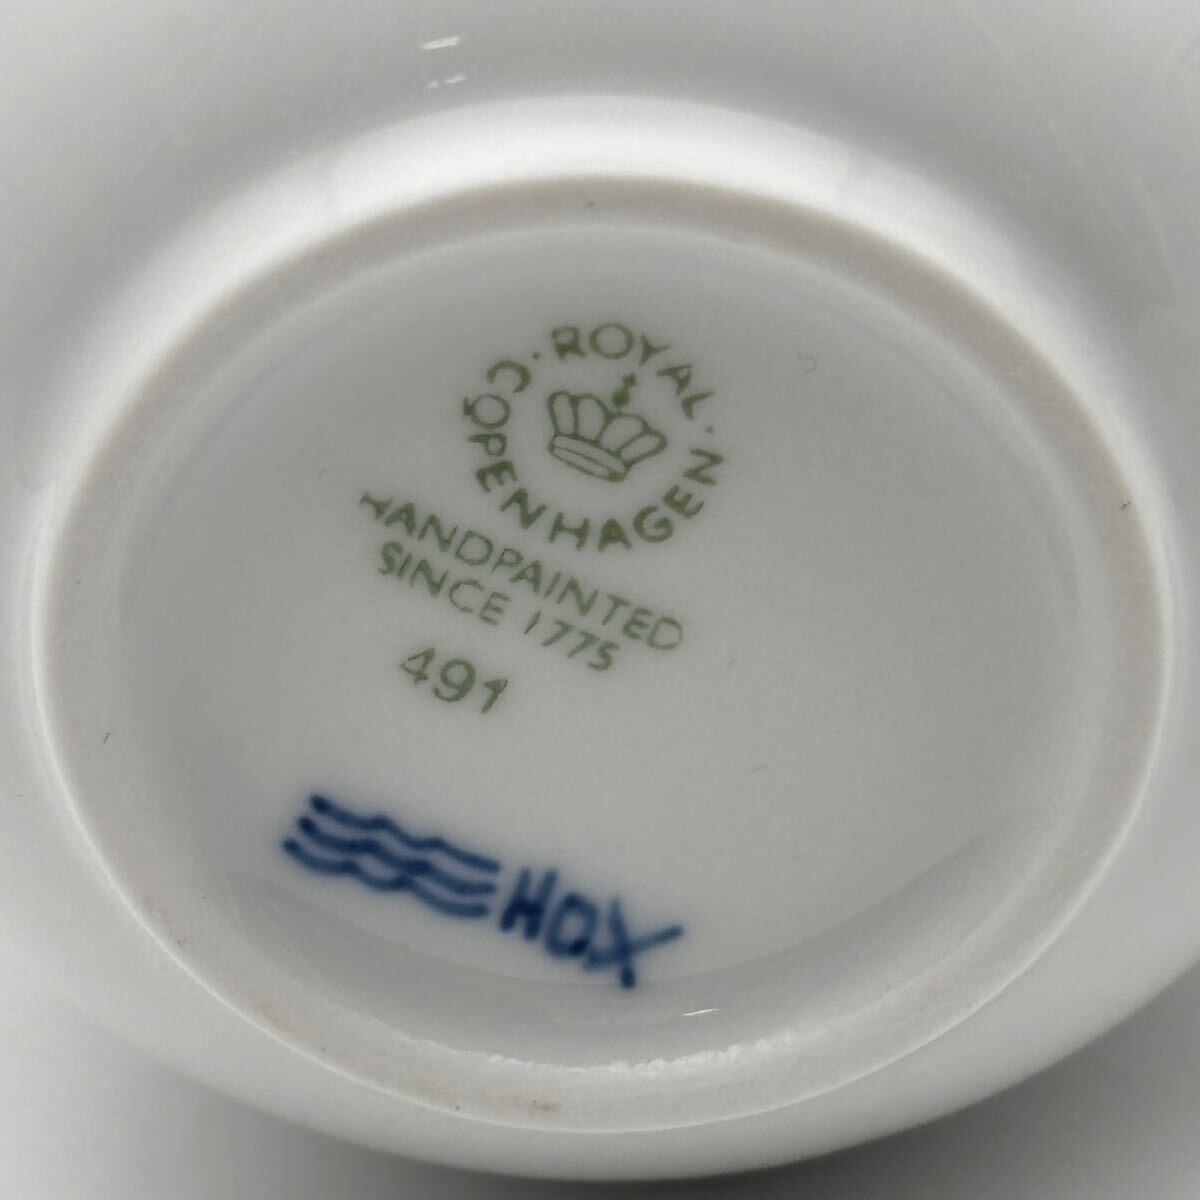 ROYAL · COPENHAGEN ·
HANDPAINTED
SINCE 1775
491
HOX